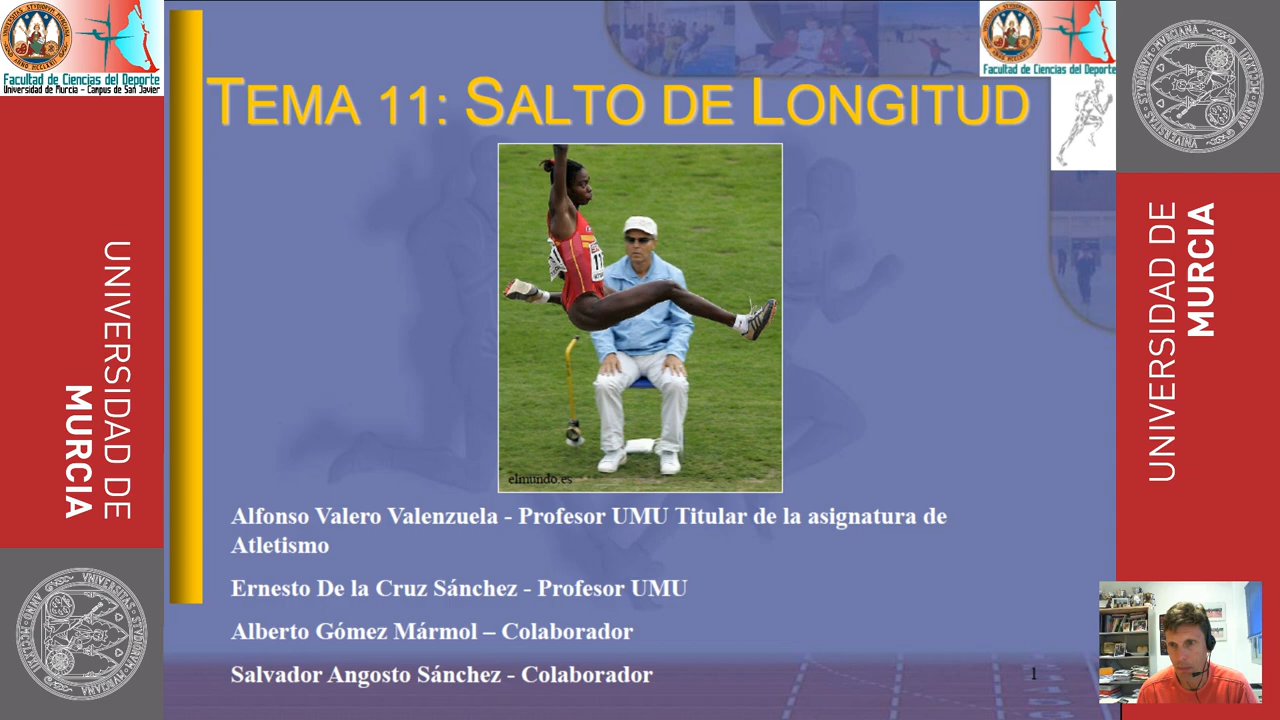 Facultad de Ciencias del Deporte
Universidad de Murcia - Campus de San Javier
Facultad de Ciencias del Deporte
TEMA 11: SALTO DE LONGITUD
UNIVERSIDAD DE
MURCIA
UNIVERSIDAD DE
MURCIA
elmundo.es
Alfonso Valero Valenzuela - Profesor UMU Titular de la asignatura de
Atletismo
Ernesto De la Cruz Sánchez - Profesor UMU
Alberto Gómez Mármol – Colaborador
Salvador Angosto Sánchez - Colaborador
1